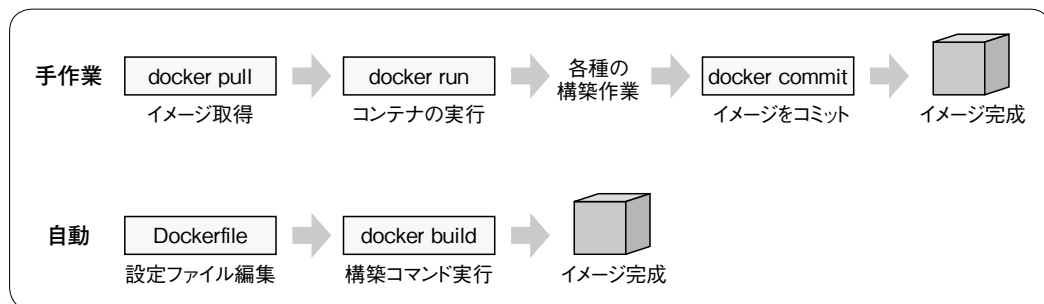 手作業
docker pull
イメージ取得
docker run
コンテナの実行
各種の
構築作業
docker commit
イメージをコミット
イメージ完成
自動
Dockerfile
設定ファイル編集
docker build
構築コマンド実行
イメージ完成